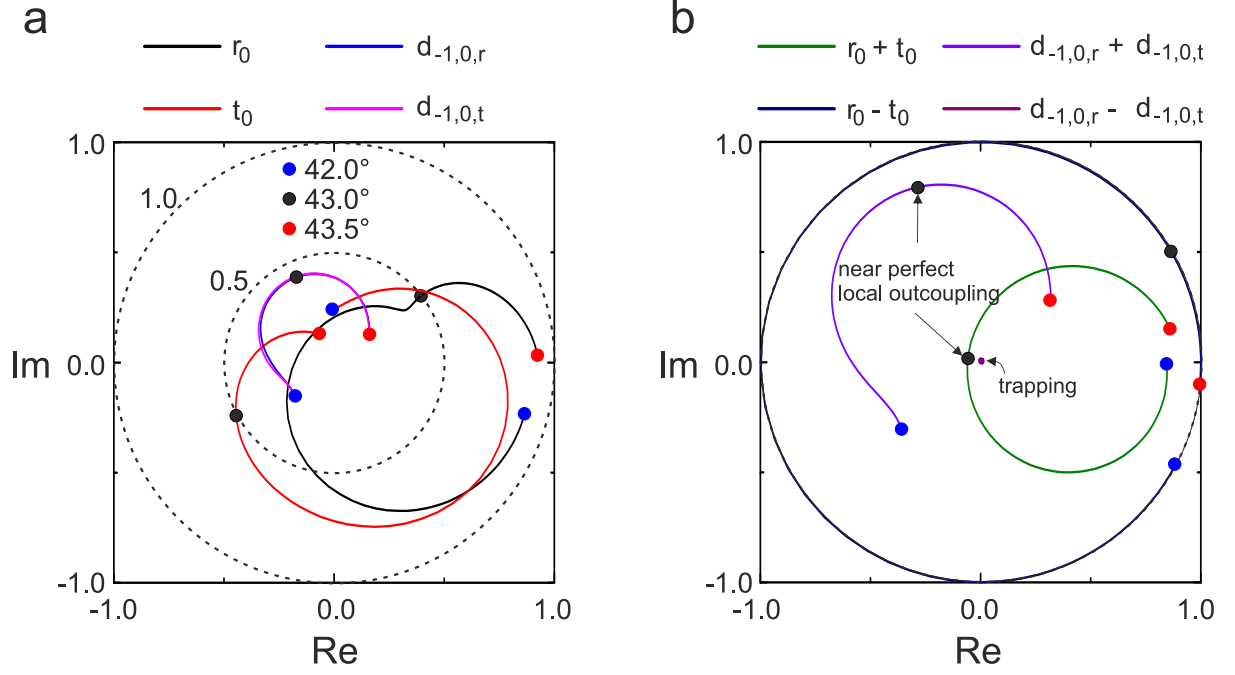 a
r₀ d₋₁,₀,ᵣ
t₀ d₋₁,₀,ₜ
1.0
42.0°
43.0°
43.5°
1.0
0.5
Im 0.0
-1.0
-1.0 0.0 1.0
Re
b
r₀ + t₀ d₋₁,₀,ᵣ + d₋₁,₀,ₜ
r₀ - t₀ d₋₁,₀,ᵣ - d₋₁,₀,ₜ
1.0
near perfect
local outcoupling
Im 0.0
trapping
-1.0
-1.0 0.0 1.0
Re